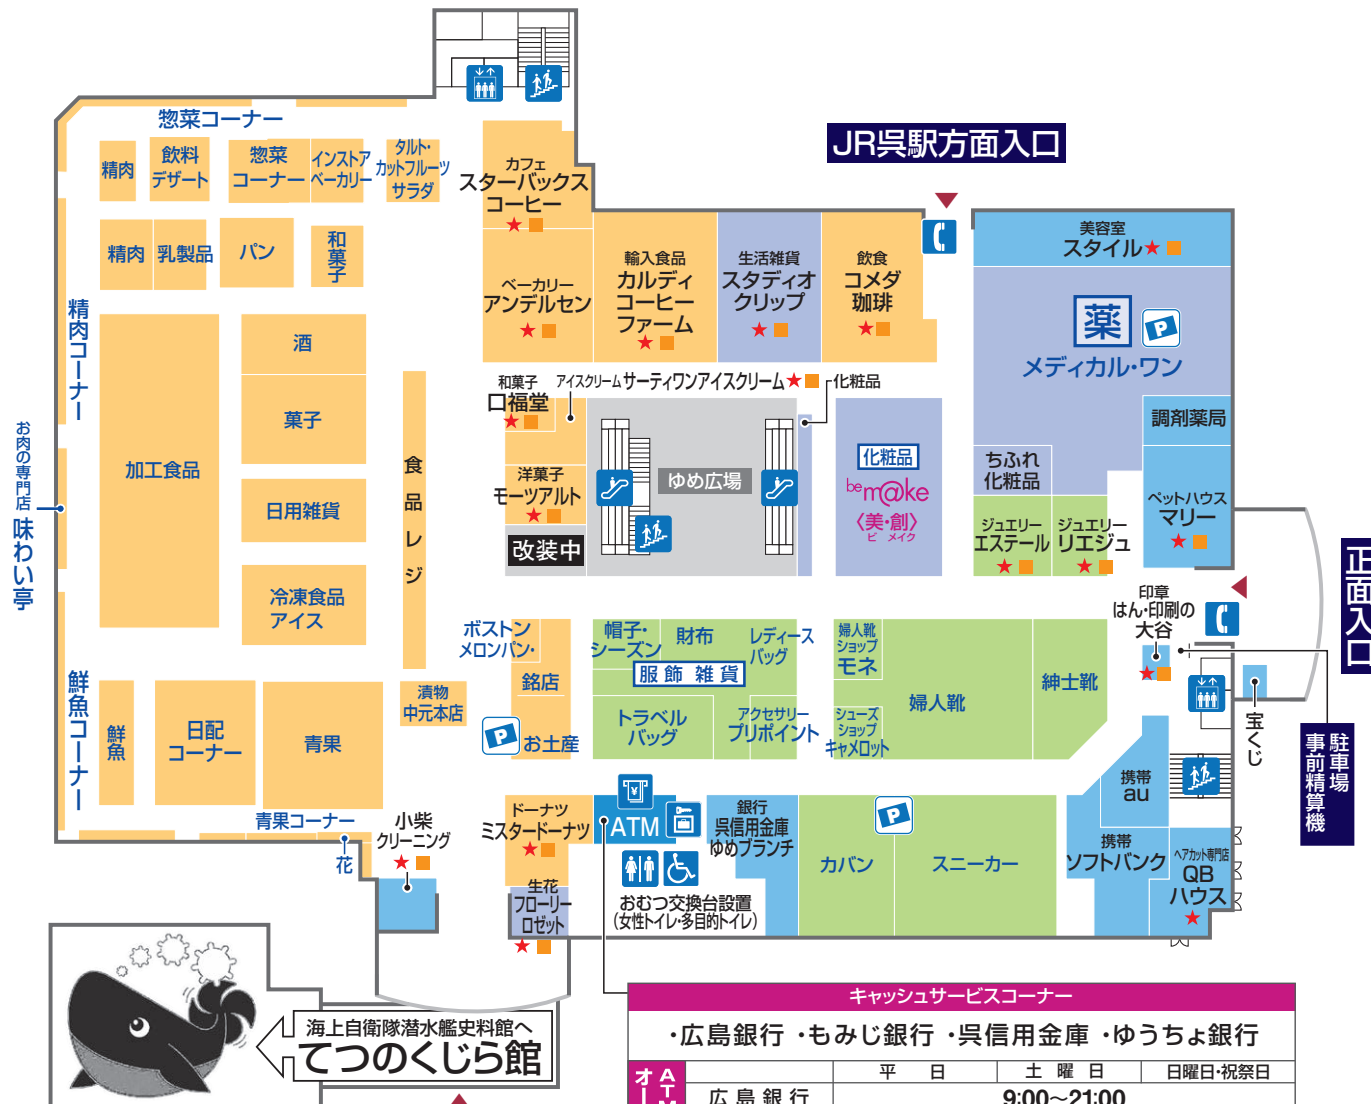 惣菜コーナー
精肉
飲料
デザート
惣菜
コーナー
インストア
ベーカリー
タルト・
カットフルーツ
サラダ
精肉
乳製品
パン
和菓子
精肉コーナー
お肉の専門店
味わい亭
鮮魚コーナー
加工食品
酒
菓子
日用雑貨
冷凍食品
アイス
食品レジ
鮮魚
日配
コーナー
青果
漬物
中元本店
青果コーナー
花
小柴
クリーニング
★ ■
カフェ
スターバックス
コーヒー
★ ■
ベーカリー
アンデルセン
★ ■
輸入食品
カルディ
コーヒー
ファーム
★ ■
生活雑貨
スタディオ
クリップ
★ ■
飲食
コメダ
珈琲
★ ■
JR呉駅方面入口
美容室
スタイル★ ■
薬
P
メディカル・ワン
調剤薬局
ちふれ
化粧品
ペットハウス
マリー
★ ■
ジュエリー
エステール
★ ■
ジュエリー
リエジュ
★ ■
和菓子
口福堂
★ ■
アイスクリーム サーティワンアイスクリーム★ ■
化粧品
洋菓子
モーツアルト
★ ■
改装中
ゆめ広場
化粧品
be m@ke
〈美・創〉
ビ メイク
正面入口
印章
はん・印刷の
大谷
★ ■
宝くじ
駐車場
事前精算機
ボストン
メロンパン・
銘店
P お土産
帽子・
シーズン
財布
レディース
バッグ
服飾雑貨
トラベル
バッグ
アクセサリー
プリポイント
婦人靴
ショップ
モネ
婦人靴
紳士靴
シューズ
ショップ
キャメロット
ドーナツ
ミスタードーナツ
★ ■
¥
ATM
生花
フローリー
ロゼット
★ ■
おむつ交換台設置
(女性トイレ・多目的トイレ)
銀行
呉信用金庫
ゆめブランチ
P
カバン
スニーカー
携帯
au
携帯
ソフトバンク
ヘアカット専門店
QB
ハウス
★
海上自衛隊潜水艦史料館へ
てつのくじら館
キャッシュサービスコーナー
・広島銀行 ・もみじ銀行 ・呉信用金庫 ・ゆうちょ銀行
平日 土曜日 日曜日・祝祭日
広島銀行 9:00～21:00